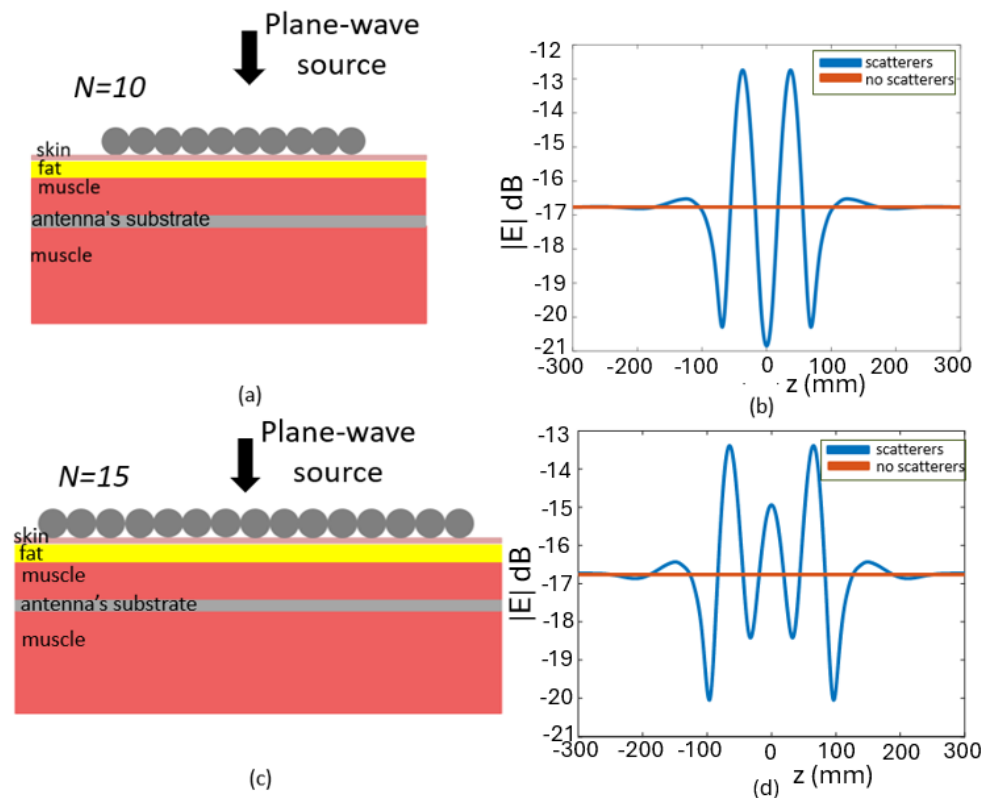 Plane-wave
source
N=10
skin
fat
muscle
antenna's substrate
muscle
(a)
-12
-13
-14
-15
-16
-17
-18
-19
-20
-21
|E| dB
scatterers
no scatterers
-300 -200 -100 0 100 200 300
z (mm)
(b)
Plane-wave
source
N=15
skin
fat
muscle
antenna's substrate
muscle
(c)
-13
-14
-15
-16
-17
-18
-19
-20
-21
|E| dB
scatterers
no scatterers
-300 -200 -100 0 100 200 300
z (mm)
(d)